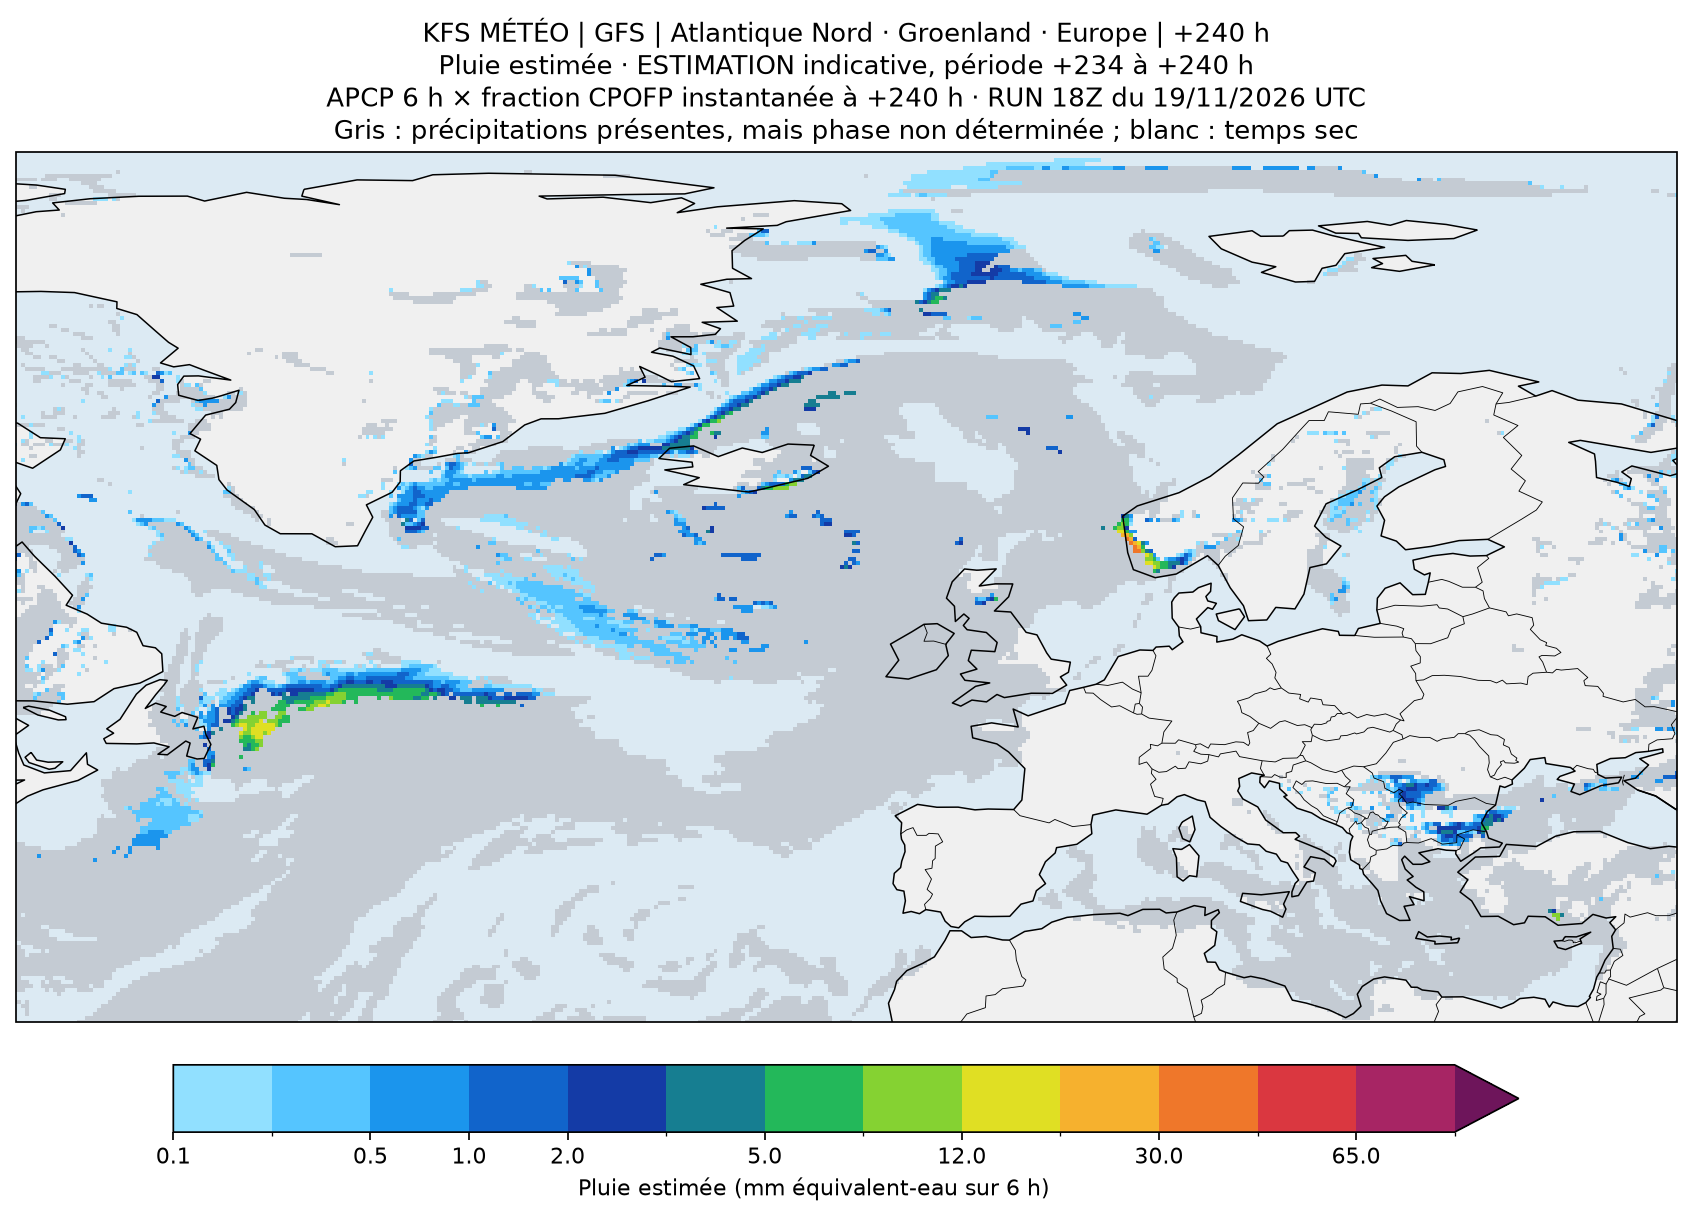 KFS MÉTÉO | GFS | Atlantique Nord · Groenland · Europe | +240 h
Pluie estimée · ESTIMATION indicative, période +234 à +240 h
APCP 6 h × fraction CPOFP instantanée à +240 h · RUN 18Z du 19/11/2026 UTC
Gris : précipitations présentes, mais phase non déterminée ; blanc : temps sec
0.1 0.5 1.0 2.0 5.0 12.0 30.0 65.0
Pluie estimée (mm équivalent-eau sur 6 h)